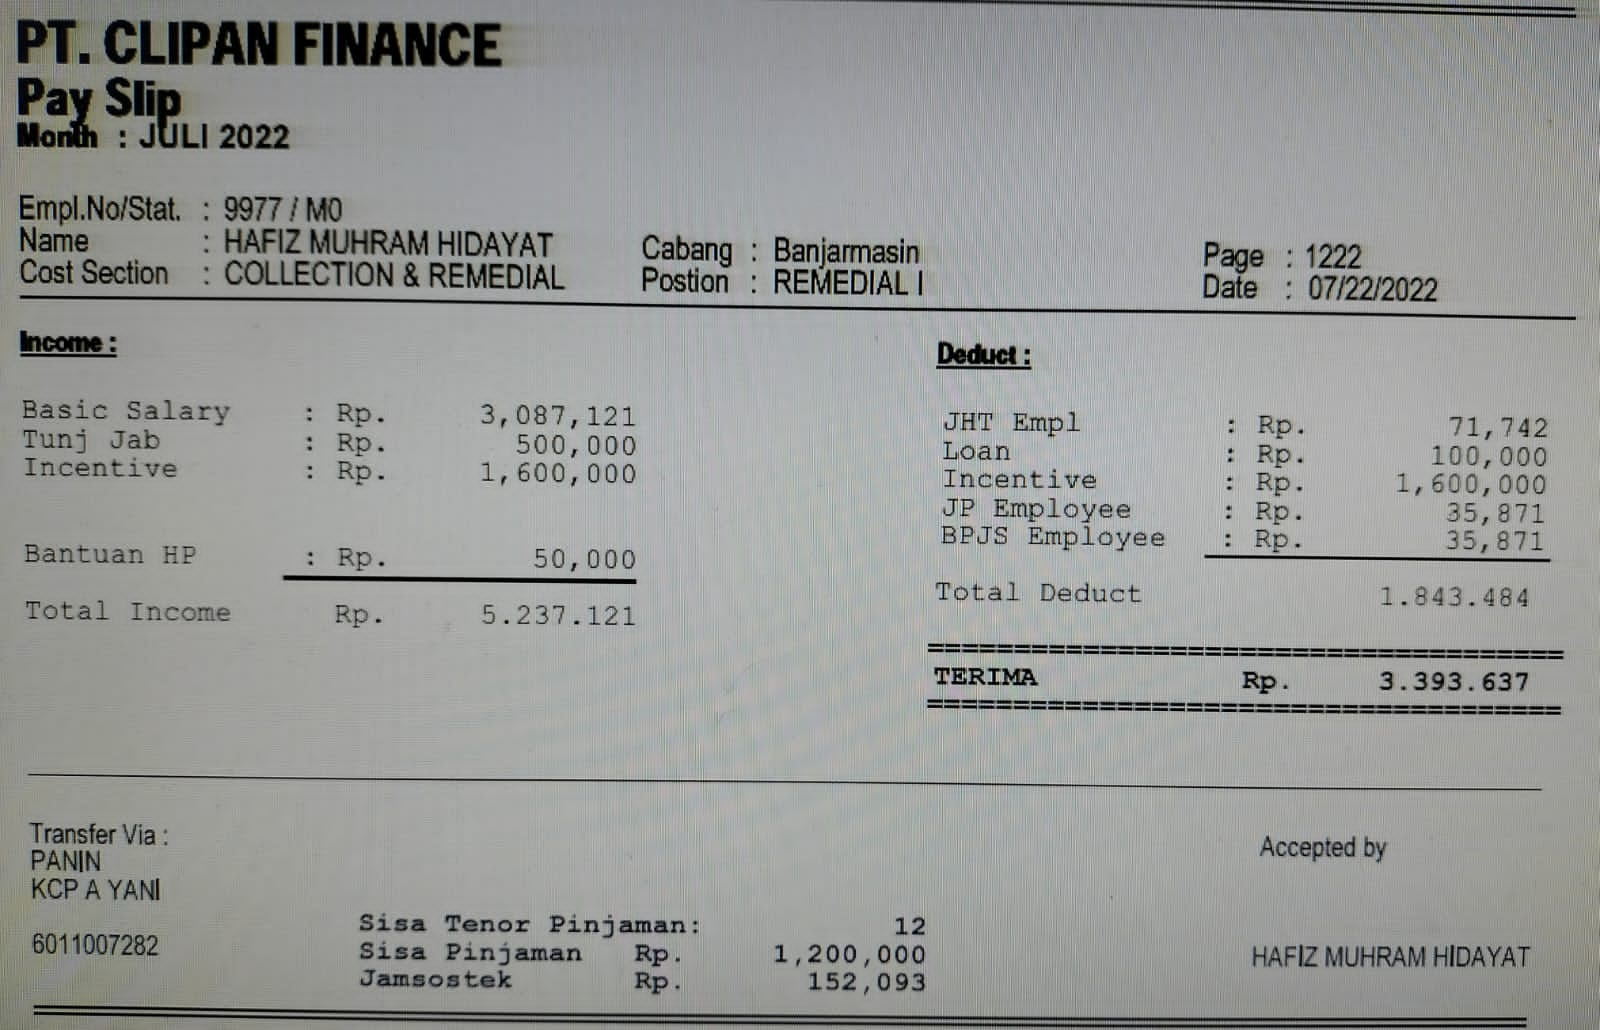 PT. CLIPAN FINANCE
Pay Slip
Month : JULI 2022
Empl.No/Stat. : 9977 / M0
Name : HAFIZ MUHRAM HIDAYAT Cabang : Banjarmasin Page : 1222
Cost Section : COLLECTION & REMEDIAL Postion : REMEDIAL I Date : 07/22/2022
Income :
Basic Salary : Rp. 3,087,121
Tunj Jab : Rp. 500,000
Incentive : Rp. 1,600,000
Bantuan HP : Rp. 50,000
Total Income Rp. 5.237.121
Deduct :
JHT Empl : Rp. 71,742
Loan : Rp. 100,000
Incentive : Rp. 1,600,000
JP Employee : Rp. 35,871
BPJS Employee : Rp. 35,871
Total Deduct 1.843.484
TERIMA Rp. 3.393.637
Transfer Via :
PANIN
KCP A YANI
6011007282
Sisa Tenor Pinjaman: 12
Sisa Pinjaman Rp. 1,200,000
Jamsostek Rp. 152,093
Accepted by
HAFIZ MUHRAM HIDAYAT